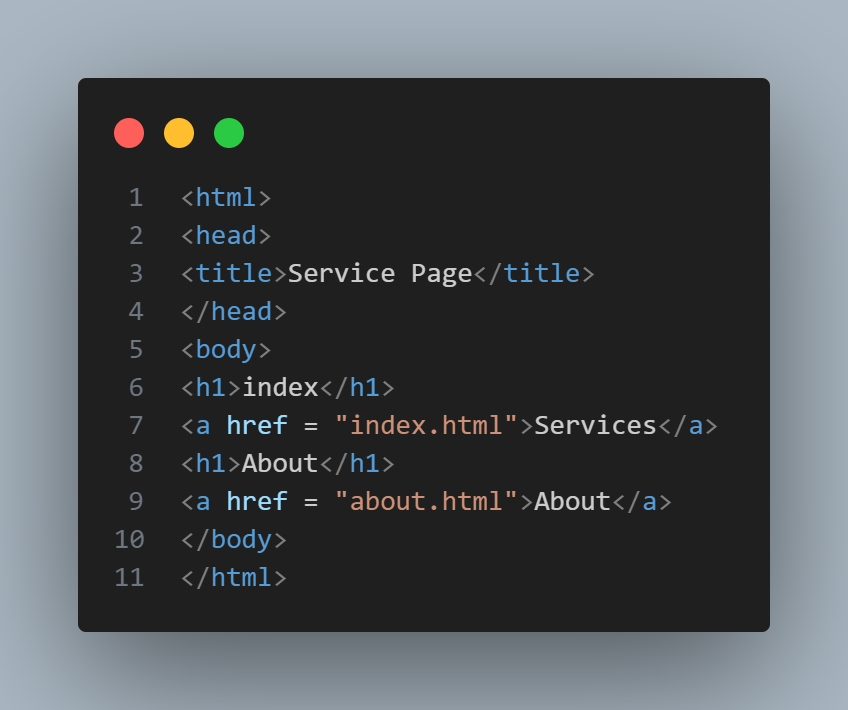 1 <html>
2 <head>
3 <title>Service Page</title>
4 </head>
5 <body>
6 <h1>index</h1>
7 <a href = "index.html">Services</a>
8 <h1>About</h1>
9 <a href = "about.html">About</a>
10 </body>
11 </html>